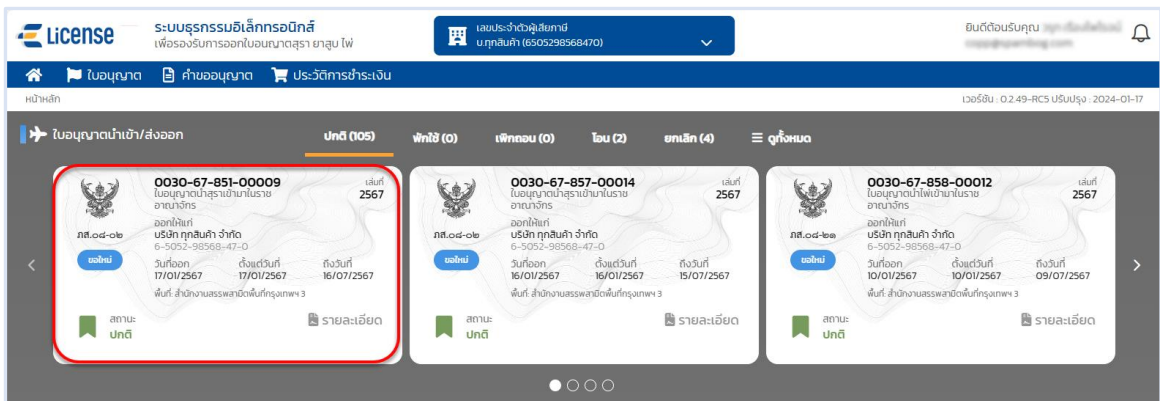 License
ระบบธุรกรรมอิเล็กทรอนิกส์
เพื่อรองรับการออกใบอนุญาตสุรา ยาสูบ ไพ่
เลขประจำตัวผู้เสียภาษี
บ.ทุกสินค้า (6505298568470)
ยินดีต้อนรับคุณ
ใบอนุญาต คำขออนุญาต ประวัติการชำระเงิน
หน้าหลัก
เวอร์ชัน : 0.2.49-RC5 ปรับปรุง : 2024-01-17
ใบอนุญาตนำเข้า/ส่งออก ปกติ (105) พักใช้ (0) เพิกถอน (0) โอน (2) ยกเลิก (4) ดูทั้งหมด
0030-67-851-00009
ใบอนุญาตนำสุราเข้ามาในราช
อาณาจักร
เล่มที่
2567
ออกให้แก่
บริษัท ทุกสินค้า จำกัด
6-5052-98568-47-0
ภส.๐๘-๐๒
ขอใหม่
วันที่ออก ตั้งแต่วันที่ ถึงวันที่
17/01/2567 17/01/2567 16/07/2567
พื้นที่ สำนักงานสรรพสามิตพื้นที่กรุงเทพฯ 3
สถานะ
ปกติ
รายละเอียด
0030-67-857-00014
ใบอนุญาตนำสุราเข้ามาในราช
อาณาจักร
เล่มที่
2567
ออกให้แก่
บริษัท ทุกสินค้า จำกัด
6-5052-98568-47-0
ภส.๐๘-๐๒
ขอใหม่
วันที่ออก ตั้งแต่วันที่ ถึงวันที่
16/01/2567 16/01/2567 15/07/2567
พื้นที่ สำนักงานสรรพสามิตพื้นที่กรุงเทพฯ 3
สถานะ
ปกติ
รายละเอียด
0030-67-858-00012
ใบอนุญาตนำไพ่เข้ามาในราช
อาณาจักร
เล่มที่
2567
ออกให้แก่
บริษัท ทุกสินค้า จำกัด
6-5052-98568-47-0
ภส.๐๘-๒๑
ขอใหม่
วันที่ออก ตั้งแต่วันที่ ถึงวันที่
10/01/2567 10/01/2567 09/07/2567
พื้นที่ สำนักงานสรรพสามิตพื้นที่กรุงเทพฯ 3
สถานะ
ปกติ
รายละเอียด